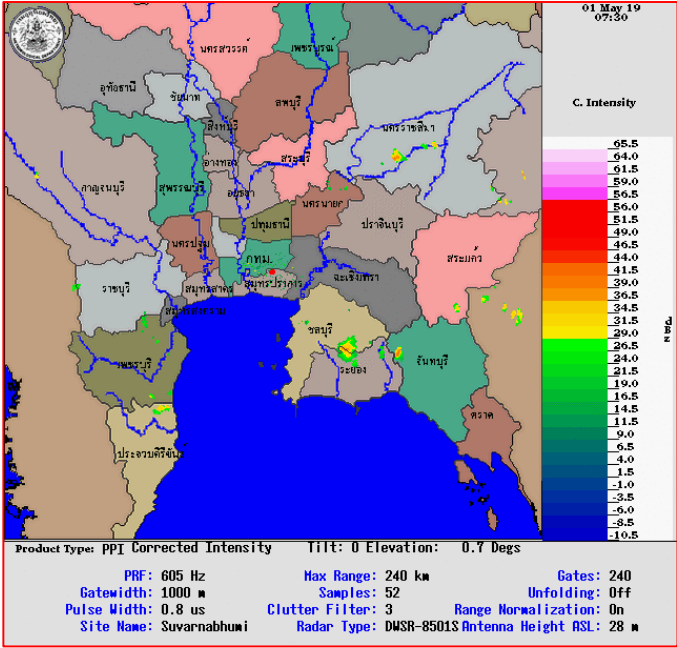 01 May 19
07:30
C. Intensity
นครสวรรค์
เพชรบูรณ์
อุทัยธานี
ชัยนาท
ลพบุรี
สิงห์บุรี
นครราชสีมา
อ่างทอง
สระบุรี
กาญจนบุรี
สุพรรณบุรี
อยุธยา
นครนายก
ปทุมธานี
ปราจีนบุรี
นครปฐม
กทม.
สระแก้ว
ราชบุรี
สมุทรสาคร
สมุทรปราการ
ฉะเชิงเทรา
สมุทรสงคราม
ชลบุรี
เพชรบุรี
ระยอง
จันทบุรี
ตราด
ประจวบคีรีขันธ์
65.5
64.0
61.5
59.0
56.5
56.0
51.5
49.0
46.5
44.0
41.5
39.0
36.5
34.5
31.5
29.0
26.5
24.0
21.5
19.0
16.5
14.5
11.5
9.0
6.5
4.0
1.5
-1.0
-3.5
-6.0
-8.5
-10.5
Product Type: PPI Corrected Intensity Tilt: 0 Elevation: 0.7 Degs
PRF: 605 Hz Max Range: 240 km Gates: 240
Gatewidth: 1000 m Samples: 52 Unfolding: Off
Pulse Width: 0.8 us Clutter Filter: 3 Range Normalization: On
Site Name: Suvarnabhumi Radar Type: DWSR-8501S Antenna Height ASL: 28 m